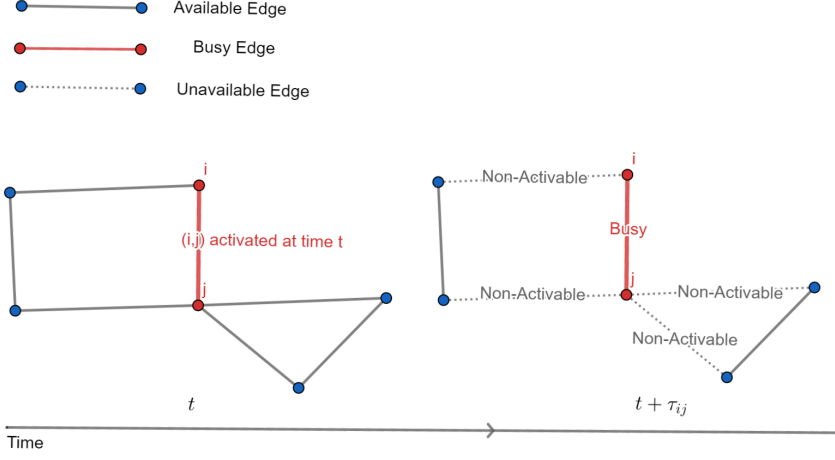 Available Edge
Busy Edge
Unavailable Edge
i
(i,j) activated at time t
j
i
Non-Activable
Busy
j
Non-Activable
Non-Activable
Non-Activable
t
t + τij
Time